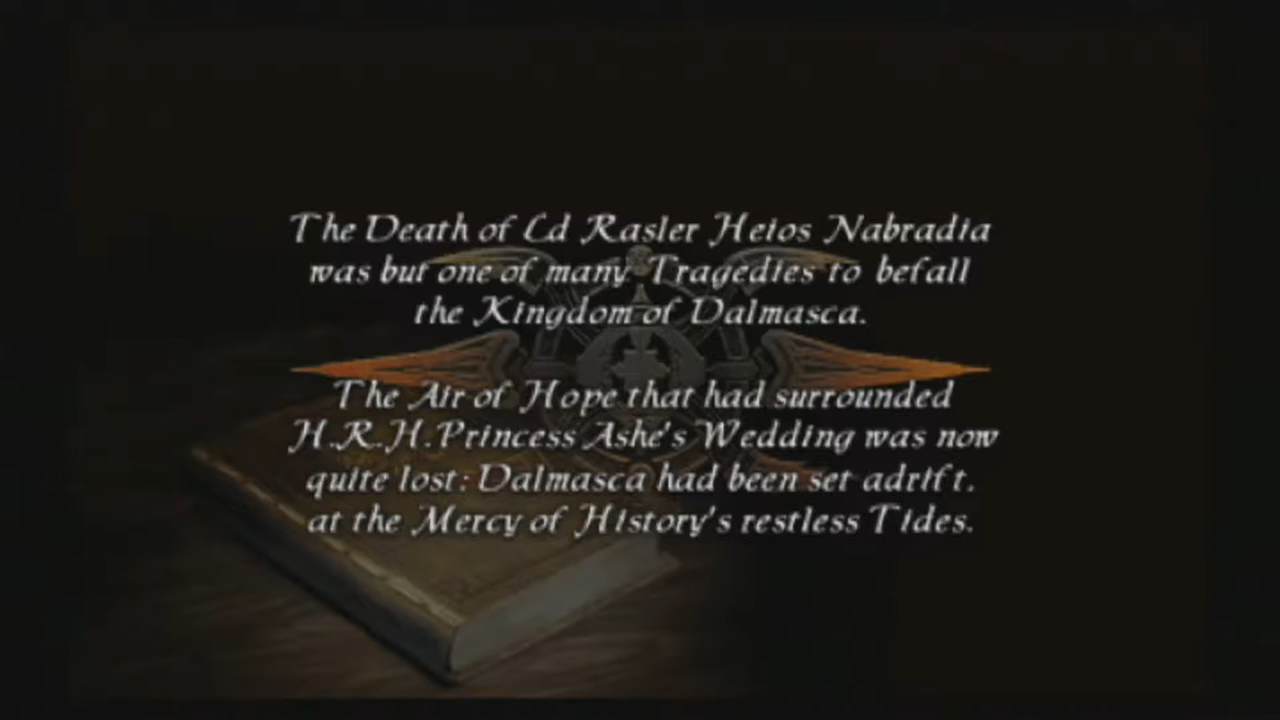 The Death of Ld Rasler Heios Nabradia
was but one of many Tragedies to befall
the Kingdom of Dalmasca.
The Air of Hope that had surrounded
H.R.H.Princess Ashe's Wedding was now
quite lost: Dalmasca had been set adrift,
at the Mercy of History's restless Tides.